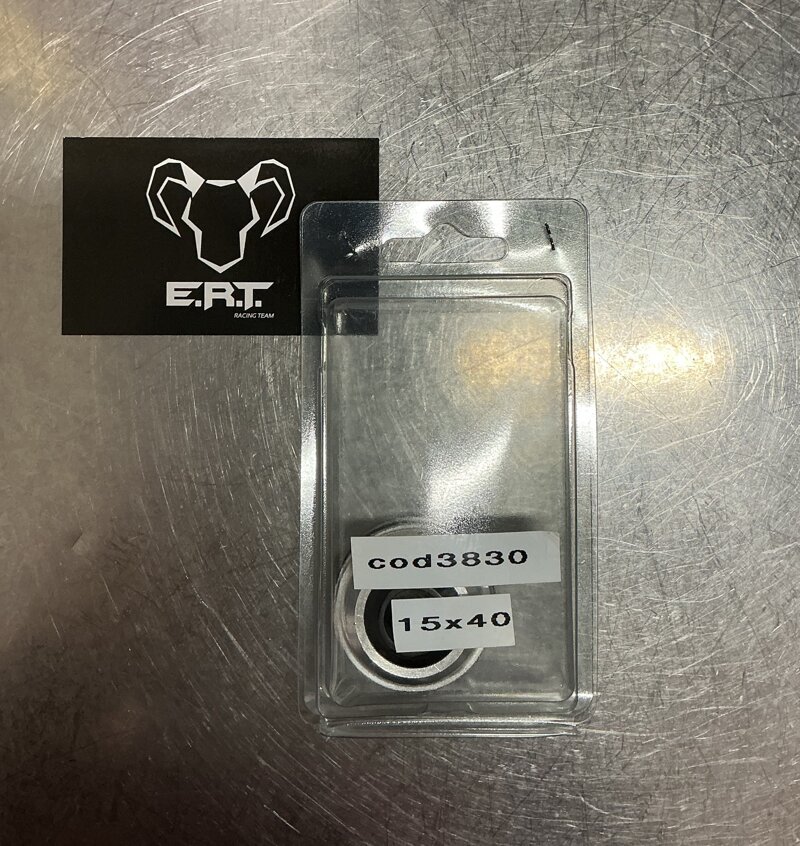 E.R.T.
RACING TEAM
cod3830
15x40